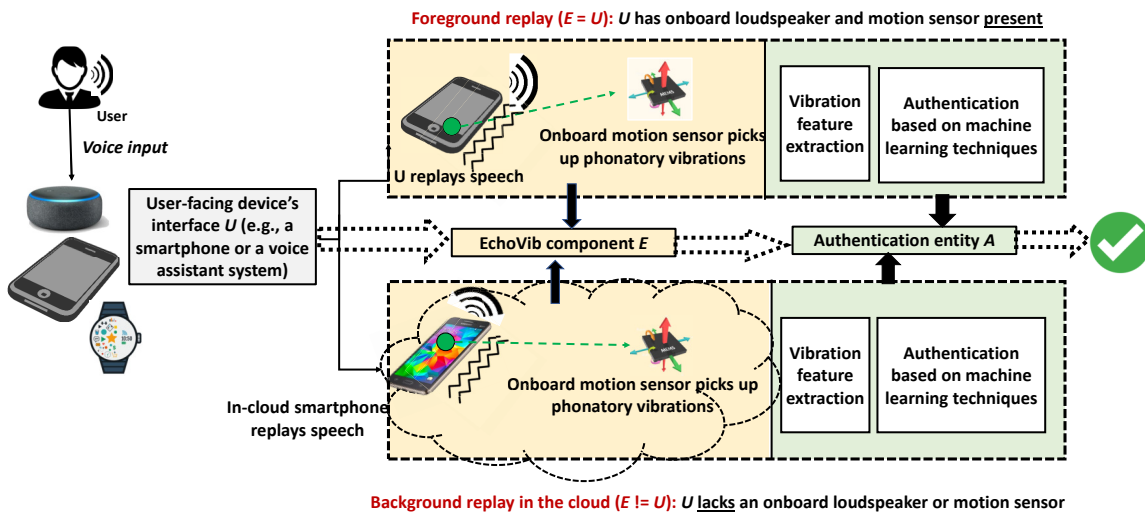 Foreground replay (E = U): U has onboard loudspeaker and motion sensor present
User
Voice input
User-facing device's
interface U (e.g., a
smartphone or a voice
assistant system)
U replays speech
Onboard motion sensor picks
up phonatory vibrations
Vibration
feature
extraction
Authentication
based on machine
learning techniques
EchoVib component E
Authentication entity A
In-cloud smartphone
replays speech
Onboard motion sensor picks up
phonatory vibrations
Vibration
feature
extraction
Authentication
based on machine
learning techniques
Background replay in the cloud (E != U): U lacks an onboard loudspeaker or motion sensor